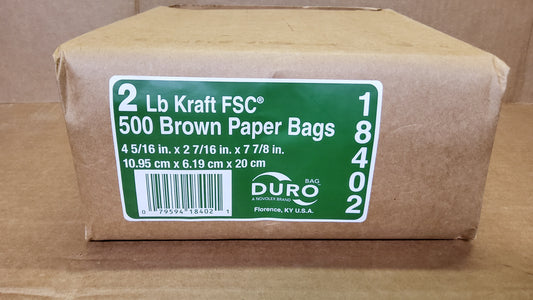 2 Lb Kraft FSC®
500 Brown Paper Bags
4 5/16 in. x 2 7/16 in. x 7 7/8 in.
10.95 cm x 6.19 cm x 20 cm
0 79594 18402 1
BAG
DURO
A NOVOLEX BRAND
Florence, KY U.S.A.
18402